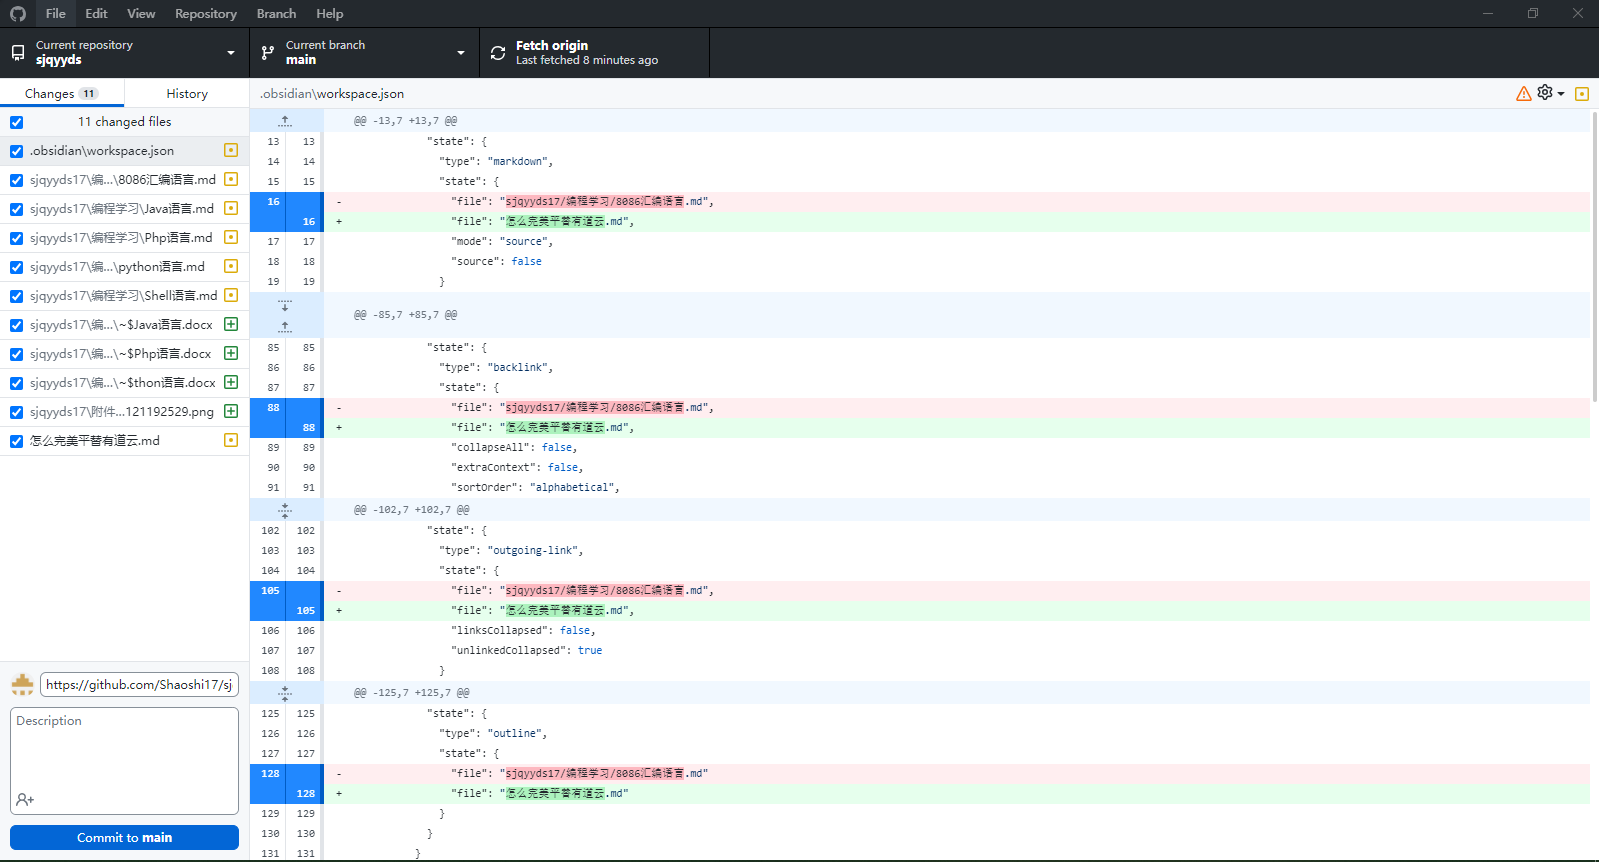 File Edit View Repository Branch Help
Current repository
sjqyyds
Current branch
main
Fetch origin
Last fetched 8 minutes ago
Changes 11
History
11 changed files
.obsidian\workspace.json
sjqyyds17\编...\8086汇编语言.md
sjqyyds17\编程学习\Java语言.md
sjqyyds17\编程学习\Php语言.md
sjqyyds17\编...\python语言.md
sjqyyds17\编程学习\Shell语言.md
sjqyyds17\编...\~$Java语言.docx
sjqyyds17\编...\~$Php语言.docx
sjqyyds17\编...\~$thon语言.docx
sjqyyds17\附件...121192529.png
怎么完美平替有道云.md
https://github.com/Shaoshi17/sj
Description
Commit to main
.obsidian\workspace.json
@@ -13,7 +13,7 @@
13 13 "state": {
14 14 "type": "markdown",
15 15 "state": {
16 - "file": "sjqyyds17/编程学习/8086汇编语言.md",
16 + "file": "怎么完美平替有道云.md",
17 17 "mode": "source",
18 18 "source": false
19 19 }
@@ -85,7 +85,7 @@
85 85 "state": {
86 86 "type": "backlink",
87 87 "state": {
88 - "file": "sjqyyds17/编程学习/8086汇编语言.md",
88 + "file": "怎么完美平替有道云.md",
89 89 "collapseAll": false,
90 90 "extraContext": false,
91 91 "sortOrder": "alphabetical",
@@ -102,7 +102,7 @@
102 102 "state": {
103 103 "type": "outgoing-link",
104 104 "state": {
105 - "file": "sjqyyds17/编程学习/8086汇编语言.md",
105 + "file": "怎么完美平替有道云.md",
106 106 "linksCollapsed": false,
107 107 "unlinkedCollapsed": true
108 108 }
@@ -125,7 +125,7 @@
125 125 "state": {
126 126 "type": "outline",
127 127 "state": {
128 - "file": "sjqyyds17/编程学习/8086汇编语言.md"
128 + "file": "怎么完美平替有道云.md"
129 129 }
130 130 }
131 131 }